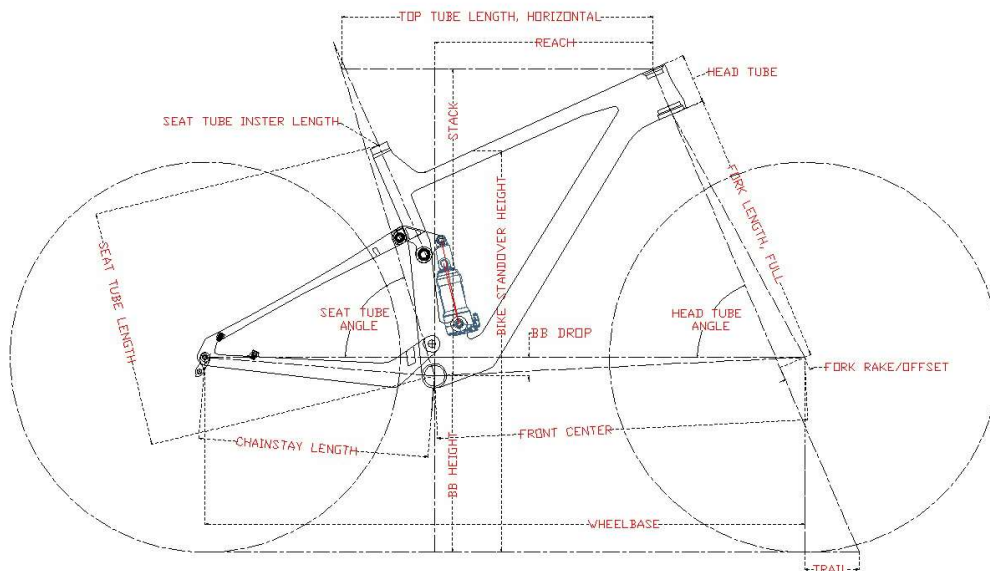 TOP TUBE LENGTH, HORIZONTAL
REACH
HEAD TUBE
STACK
SEAT TUBE INSTER LENGTH
FORK LENGTH, FULL
SEAT TUBE LENGTH
BIKE STANDOVER HEIGHT
SEAT TUBE
ANGLE
HEAD TUBE
ANGLE
BB DROP
FORK RAKE/OFFSET
CHAINSTAY LENGTH
FRONT CENTER
BB HEIGHT
WHEELBASE
TRAIL